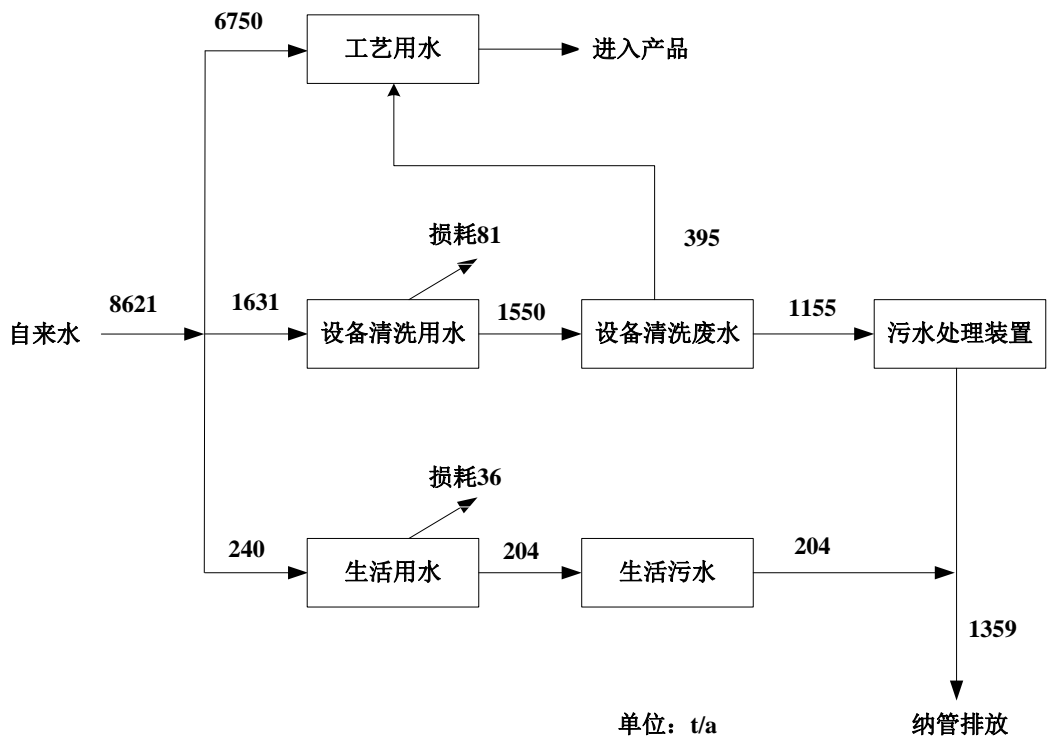 6750
工艺用水
进入产品
损耗81
395
8621
1631
1550
1155
自来水
设备清洗用水
设备清洗废水
污水处理装置
损耗36
240
204
204
生活用水
生活污水
1359
单位：t/a
纳管排放